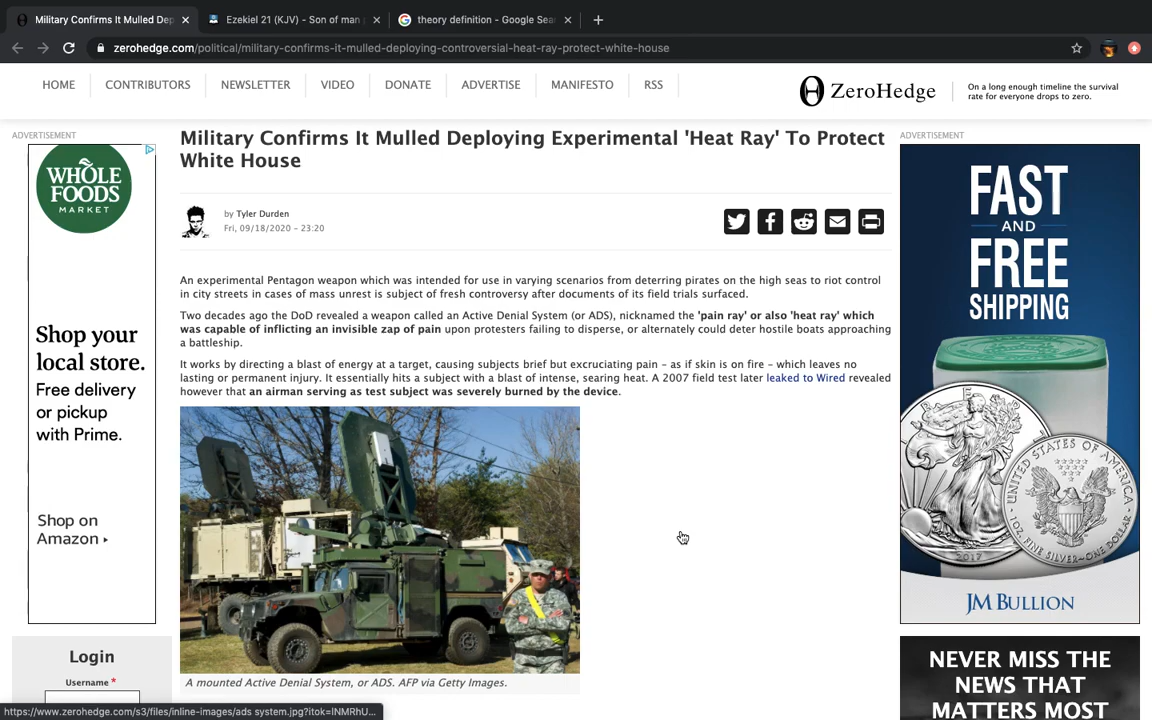 Military Confirms It Mulled Dep
Ezekiel 21 (KJV) - Son of man
theory definition - Google Sea
zerohedge.com/political/military-confirms-it-mulled-deploying-controversial-heat-ray-protect-white-house
HOME
CONTRIBUTORS
NEWSLETTER
VIDEO
DONATE
ADVERTISE
MANIFESTO
RSS
ZeroHedge
On a long enough timeline the survival
rate for everyone drops to zero.
ADVERTISEMENT
WHOLE
FOODS
MARKET
Shop your
local store.
Free delivery
or pickup
with Prime.
Shop on
Amazon
Login
Username *
Military Confirms It Mulled Deploying Experimental 'Heat Ray' To Protect
White House
by Tyler Durden
Fri, 09/18/2020 - 23:20
An experimental Pentagon weapon which was intended for use in varying scenarios from deterring pirates on the high seas to riot control
in city streets in cases of mass unrest is subject of fresh controversy after documents of its field trials surfaced.
Two decades ago the DoD revealed a weapon called an Active Denial System (or ADS), nicknamed the 'pain ray' or also 'heat ray' which
was capable of inflicting an invisible zap of pain upon protesters failing to disperse, or alternately could deter hostile boats approaching
a battleship.
It works by directing a blast of energy at a target, causing subjects brief but excruciating pain – as if skin is on fire – which leaves no
lasting or permanent injury. It essentially hits a subject with a blast of intense, searing heat. A 2007 field test later leaked to Wired revealed
however that an airman serving as test subject was severely burned by the device.
A mounted Active Denial System, or ADS. AFP via Getty Images.
ADVERTISEMENT
FAST
AND
FREE
SHIPPING
LIBERTY
2017
UNITED STATES OF AMERICA
1 OZ. FINE SILVER~ONE DOLLAR
JM BULLION
NEVER MISS THE
NEWS THAT
MATTERS MOST
https://www.zerohedge.com/s3/files/inline-images/ads system.jpg?itok=INMRhU...